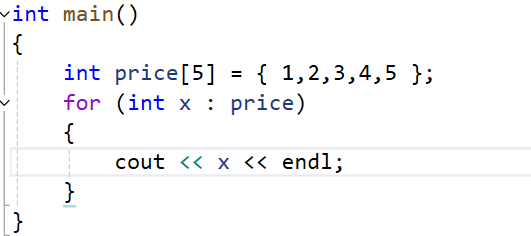 int main()
{
    int price[5] = { 1,2,3,4,5 };
    for (int x : price)
    {
        cout << x << endl;
    }
}